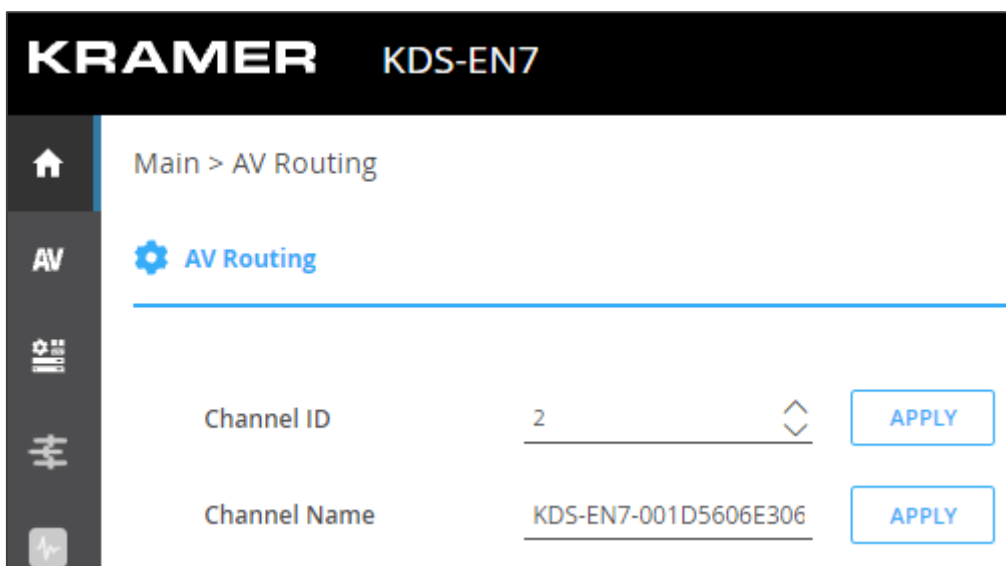 KRAMER KDS-EN7
Main > AV Routing
AV
AV Routing
Channel ID 2 APPLY
Channel Name KDS-EN7-001D5606E306 APPLY